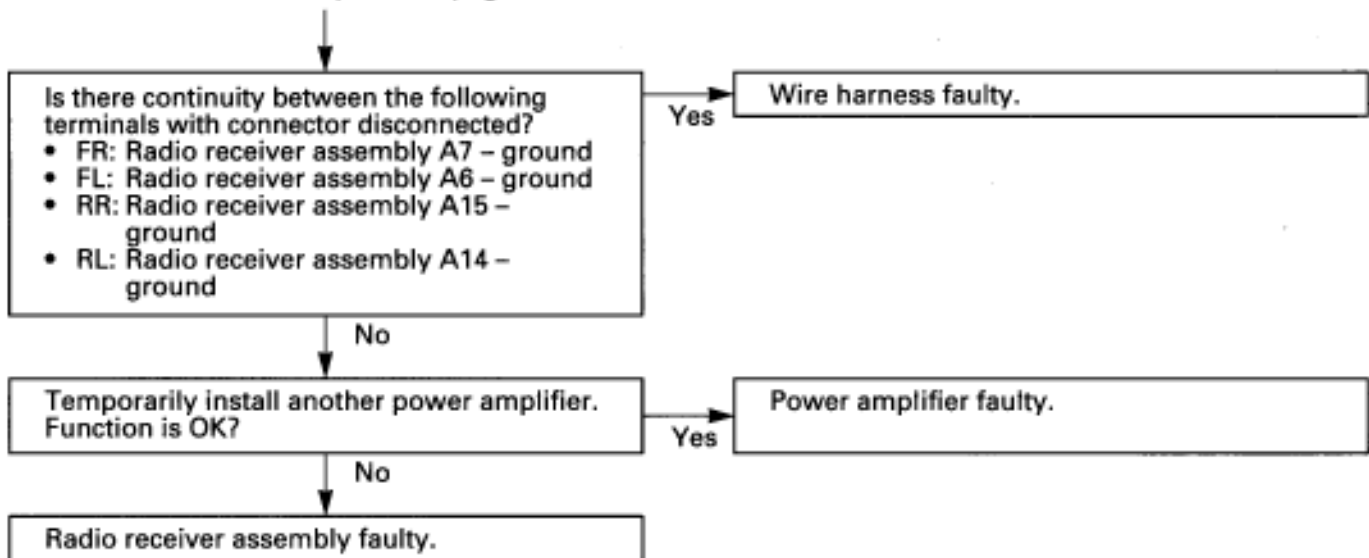 Is there continuity between the following
terminals with connector disconnected?
• FR: Radio receiver assembly A7 – ground
• FL: Radio receiver assembly A6 – ground
• RR: Radio receiver assembly A15 –
ground
• RL: Radio receiver assembly A14 –
ground
Yes
Wire harness faulty.
No
Temporarily install another power amplifier.
Function is OK?
Yes
Power amplifier faulty.
No
Radio receiver assembly faulty.